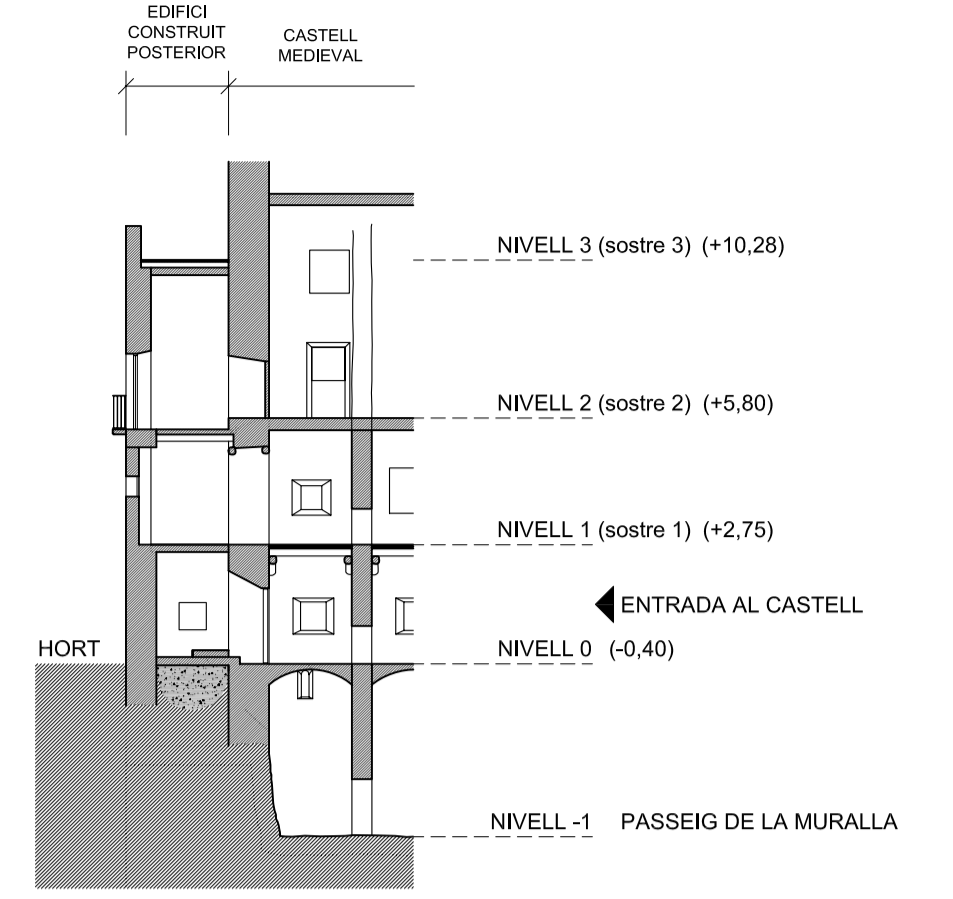 EDIFICI
CONSTRUIT
POSTERIOR
CASTELL
MEDIEVAL
NIVELL 3 (sostre 3) (+10,28)
NIVELL 2 (sostre 2) (+5,80)
NIVELL 1 (sostre 1) (+2,75)
ENTRADA AL CASTELL
HORT
NIVELL 0 (-0,40)
NIVELL -1 PASSEIG DE LA MURALLA